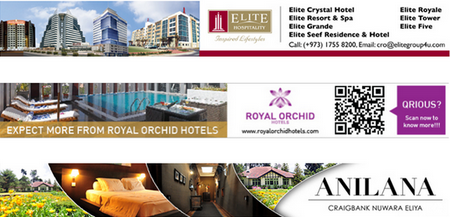 ELITE
HOSPITALITY
Inspired Lifestyles
Elite Crystal Hotel
Elite Resort & Spa
Elite Grande
Elite Seef Residence & Hotel
Elite Royale
Elite Tower
Elite Five
Call: (+973) 1755 8200, Email: cro@elitegroup4u.com
EXPECT MORE FROM ROYAL ORCHID HOTELS
ROYAL ORCHID
HOTELS
www.royalorchidhotels.com
QRIOUS?
Scan now to
know more!!!
ANILANA
CRAIGBANK NUWARA ELIYA